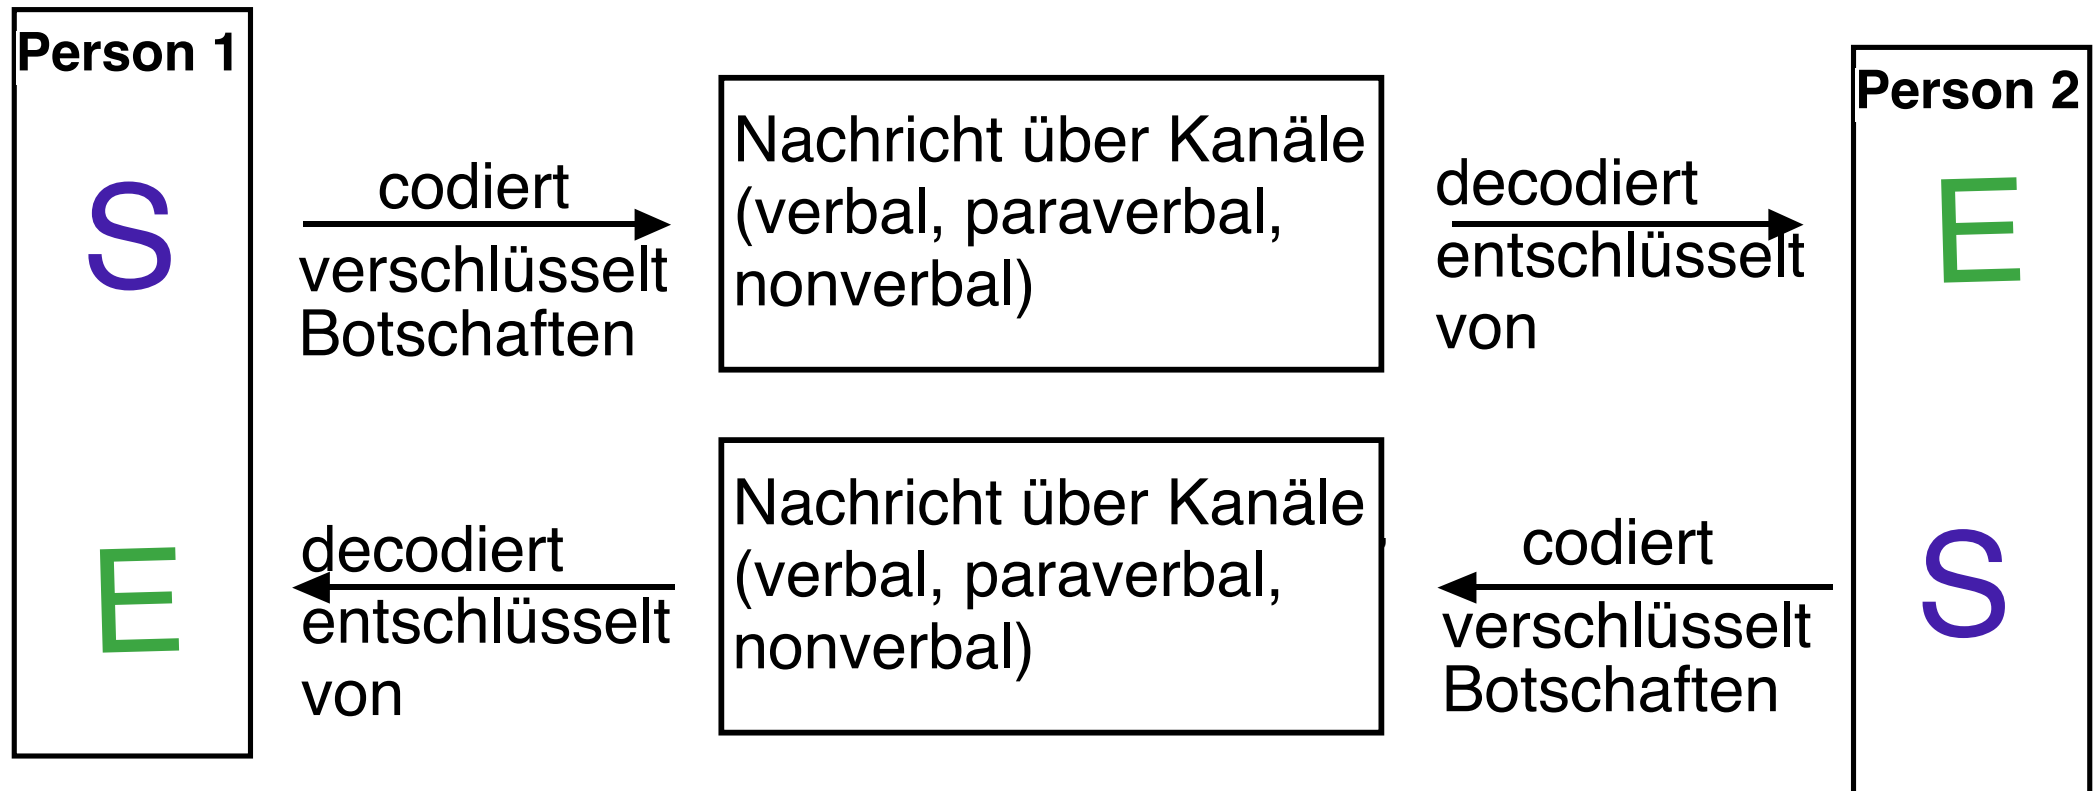 Person 1
S
codiert
verschlüsselt
Botschaften
Nachricht über Kanäle
(verbal, paraverbal,
nonverbal)
decodiert
entschlüsselt
von
Person 2
E
E
decodiert
entschlüsselt
von
Nachricht über Kanäle
(verbal, paraverbal,
nonverbal)
codiert
verschlüsselt
Botschaften
S